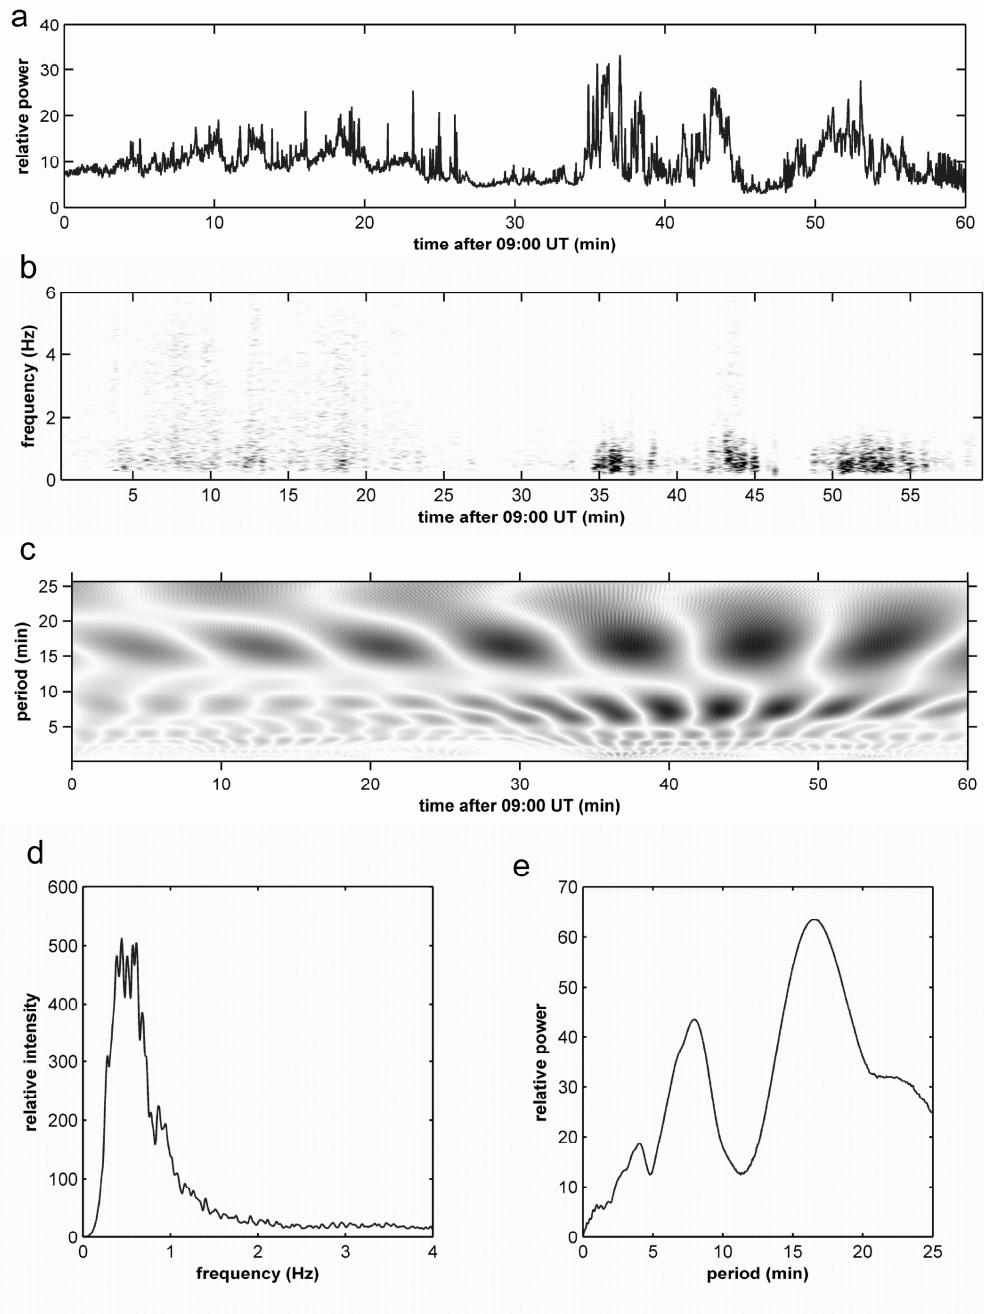 a
40
30
20
10
0
relative power
0 10 20 30 40 50 60
time after 09:00 UT (min)
b
6
4
2
0
frequency (Hz)
5 10 15 20 25 30 35 40 45 50 55
time after 09:00 UT (min)
c
25
20
15
10
5
period (min)
0 10 20 30 40 50 60
time after 09:00 UT (min)
d
600
500
400
300
200
100
0
relative intensity
0 1 2 3 4
frequency (Hz)
e
70
60
50
40
30
20
10
0
relative power
0 5 10 15 20 25
period (min)